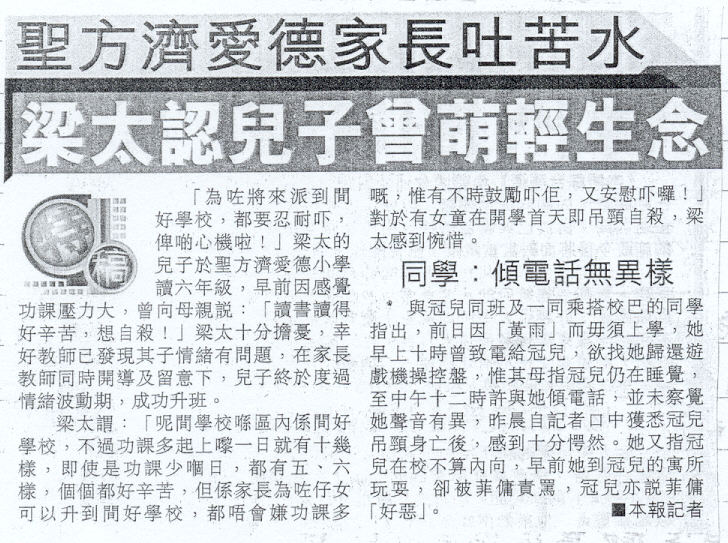 聖方濟愛德家長吐苦水
梁太認兒子曾萌輕生念
特稿
「為咗將來派到間
好學校，都要忍耐吓，
俾啲心機啦！」梁太的
兒子於聖方濟愛德小學
讀六年級，早前因感覺
功課壓力大，曾向母親説：「讀書讀得
好辛苦，想自殺！」梁太十分擔憂，幸
好教師已發現其子情緒有問題，在家長
教師同時開導及留意下，兒子終於度過
情緒波動期，成功升班。
梁太謂：「呢間學校喺區內係間好
學校，不過功課多起上嚟一日就有十幾
樣，即使是功課少嗰日，都有五、六
樣，個個都好辛苦，但係家長為咗仔女
可以升到間好學校，都唔會嫌功課多
嘅，惟有不時鼓勵吓佢，又安慰吓囉！」
對於有女童在開學首天即吊頸自殺，梁
太感到惋惜。
同學：傾電話無異樣
與冠兒同班及一同乘搭校巴的同學
指出，前日因「黃雨」而毋須上學，她
早上十時曾致電給冠兒，欲找她歸還遊
戲機操控盤，惟其母指冠兒仍在睡覺，
至中午十二時許與她傾電話，並未察覺
她聲音有異，昨晨自記者口中獲悉冠兒
吊頸身亡後，感到十分愕然。她又指冠
兒在校不算內向，早前她到冠兒的寓所
玩耍，卻被菲傭責罵，冠兒亦説菲傭
「好惡」。
■本報記者